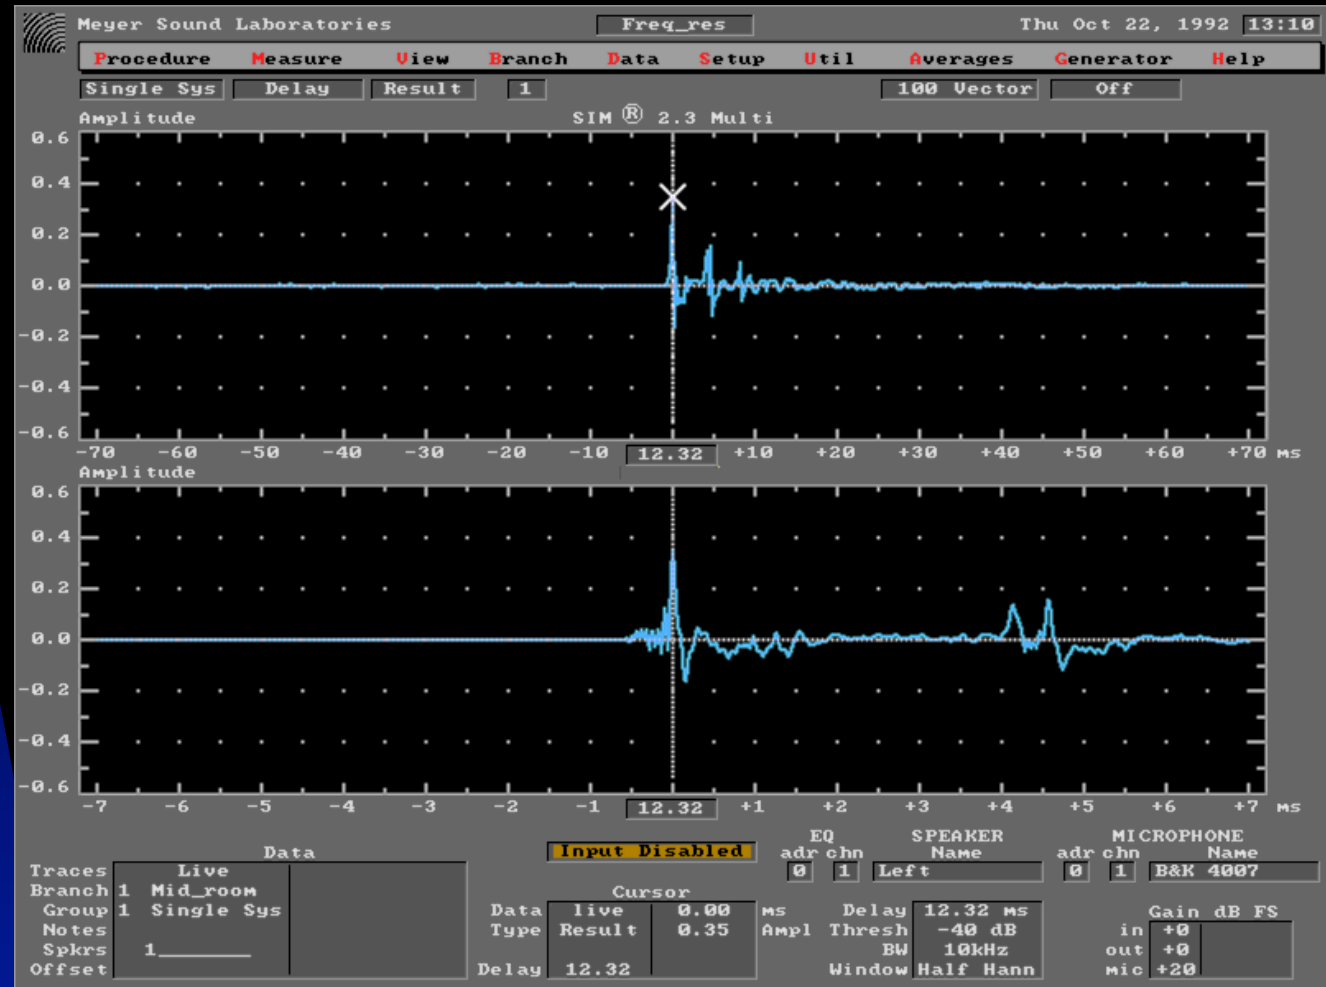 Meyer Sound Laboratories Freq_res Thu Oct 22, 1992 13:10
Procedure Measure View Branch Data Setup Util Averages Generator Help
Single Sys Delay Result 1 100 Vector Off
Amplitude SIM ® 2.3 Multi
0.6
0.4
0.2
0.0
-0.2
-0.4
-0.6
-70 -60 -50 -40 -30 -20 -10 12.32 +10 +20 +30 +40 +50 +60 +70 ms
Amplitude
0.6
0.4
0.2
0.0
-0.2
-0.4
-0.6
-7 -6 -5 -4 -3 -2 -1 12.32 +1 +2 +3 +4 +5 +6 +7 ms
EQ SPEAKER MICROPHONE
Data Input Disabled adr chn Name adr chn Name
Traces Live 0 1 Left 0 1 B&K 4007
Branch 1 Mid_room Cursor
Group 1 Single Sys Data live 0.00 ms Delay 12.32 ms Gain dB FS
Notes Type Result 0.35 Ampl Thresh -40 dB in +0
Spkrs 1________ BW 10kHz out +0
Offset Delay 12.32 Window Half Hann mic +20